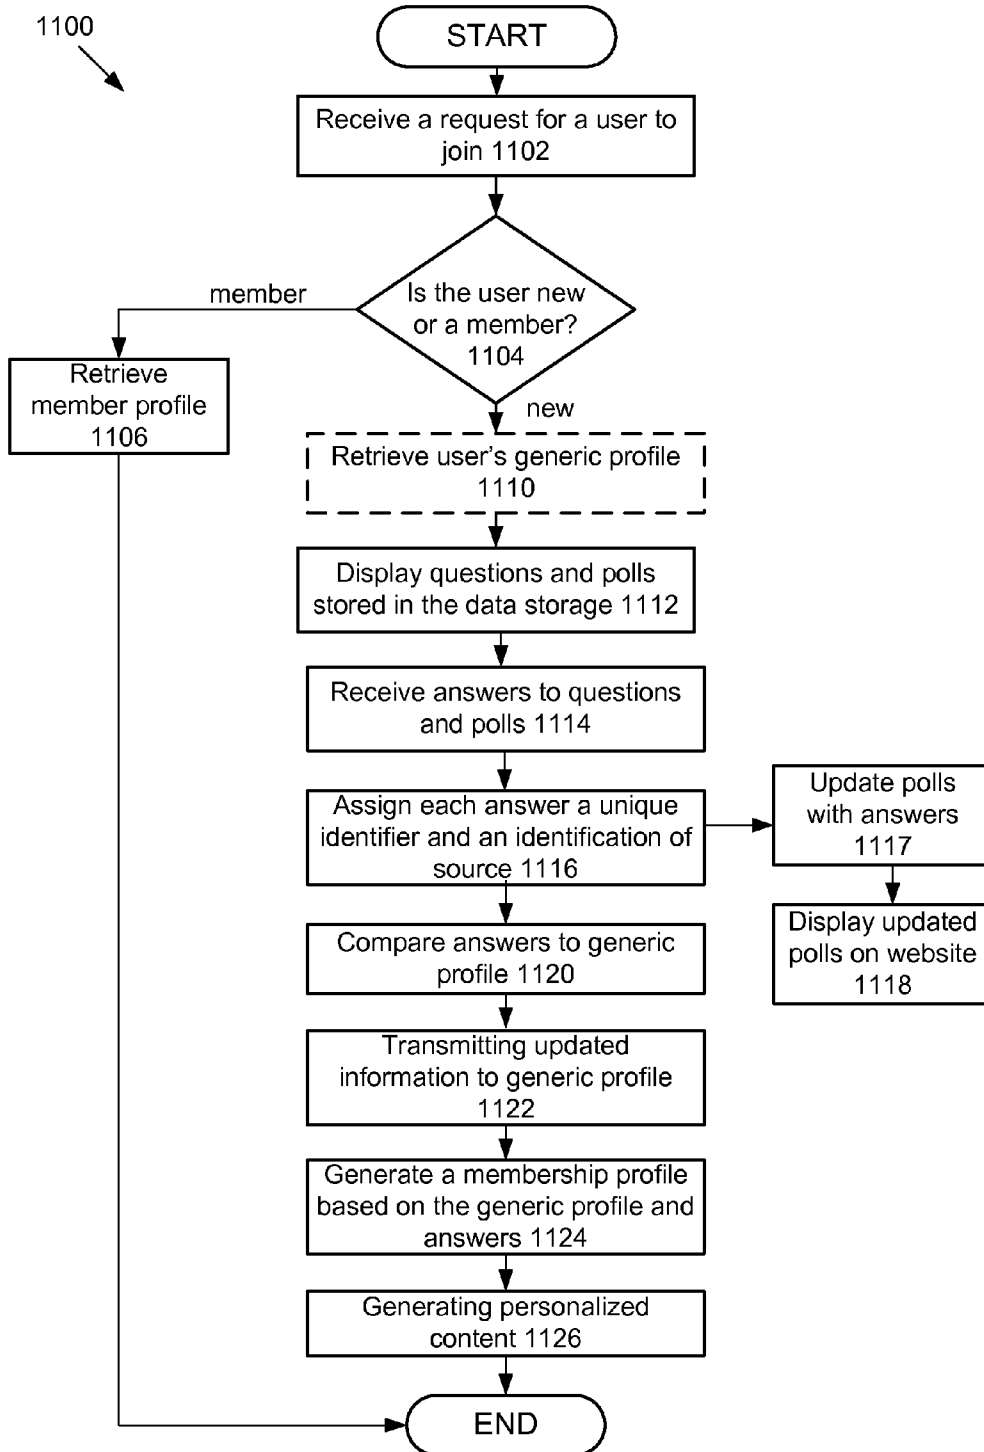 1100
START
Receive a request for a user to
join 1102
Is the user new
or a member?
1104
member
Retrieve
member profile
1106
new
Retrieve user's generic profile
1110
Display questions and polls
stored in the data storage 1112
Receive answers to questions
and polls 1114
Assign each answer a unique
identifier and an identification of
source 1116
Update polls
with answers
1117
Display updated
polls on website
1118
Compare answers to generic
profile 1120
Transmitting updated
information to generic profile
1122
Generate a membership profile
based on the generic profile and
answers 1124
Generating personalized
content 1126
END